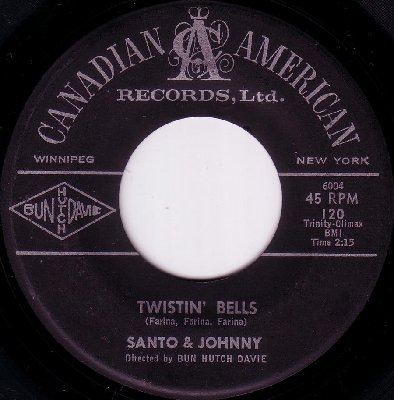 CANADIAN AMERICAN
RECORDS, Ltd.
WINNIPEG
NEW YORK
BUN HUTCH DAVIE
6004
45 RPM
120
Trinity-Climax
BMI
Time 2:15
TWISTIN' BELLS
(Farina, Farina, Farina)
SANTO & JOHNNY
Directed by BUN HUTCH DAVIE